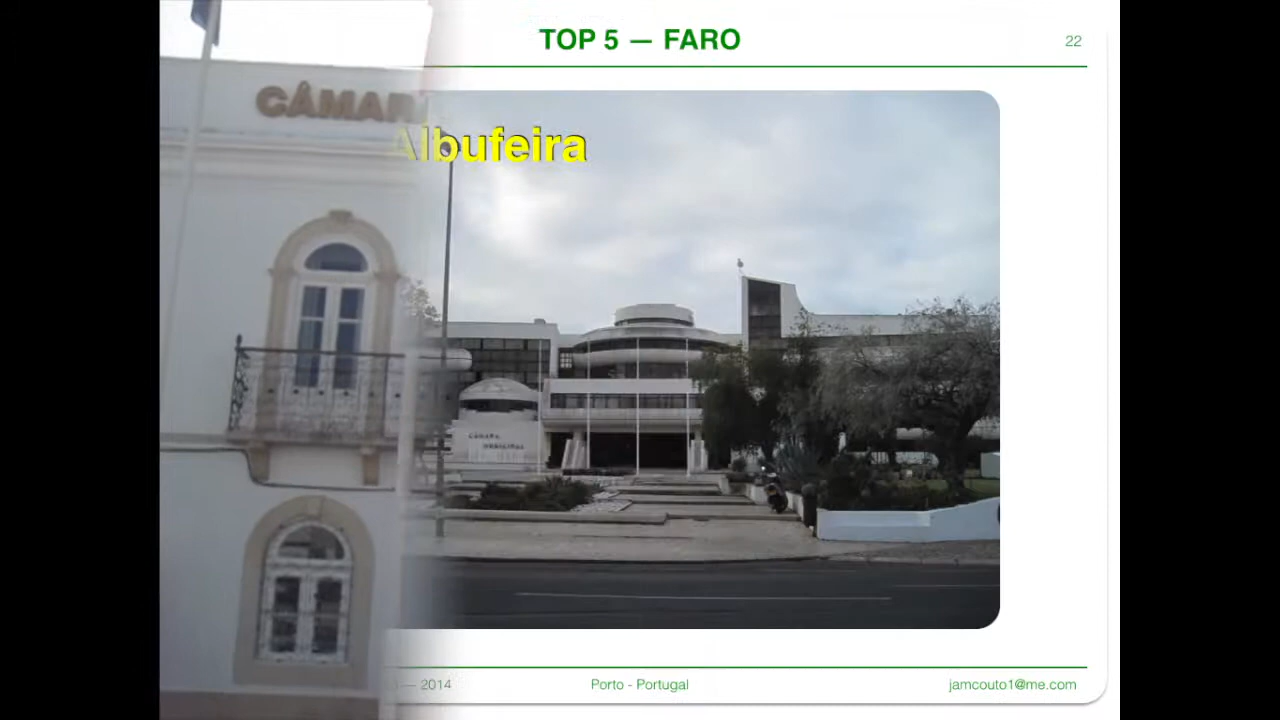 TOP 5 — FARO
22
CÂMARA
Albufeira
CÂMARA
MUNICIPAL
— 2014
Porto - Portugal
jamcouto1@me.com